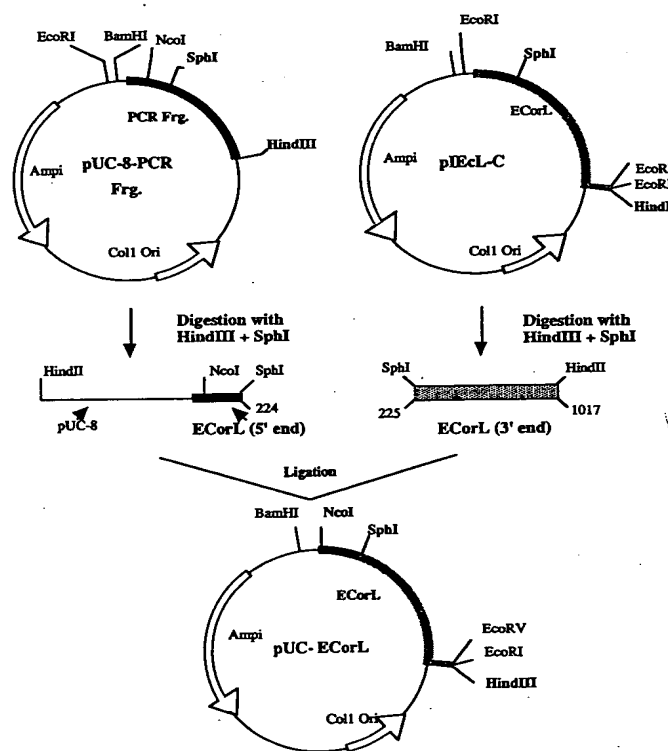 EcoRI
BamHI
NcoI
SphI
PCR Frg.
HindIII
Ampi
pUC-8-PCR
Frg.
Col1 Ori
EcoRI
BamHI
SphI
ECorL
Ampi
pIEcL-C
EcoR
EcoRI
HindI
Col1 Ori
Digestion with
HindIII + SphI
Digestion with
HindIII + SphI
HindII
NcoI
SphI
224
pUC-8
ECorL (5' end)
SphI
HindII
225
1017
ECorL (3' end)
Ligation
BamHI
NcoI
SphI
ECorL
Ampi
pUC- ECorL
EcoRV
EcoRI
HindIII
Col1 Ori